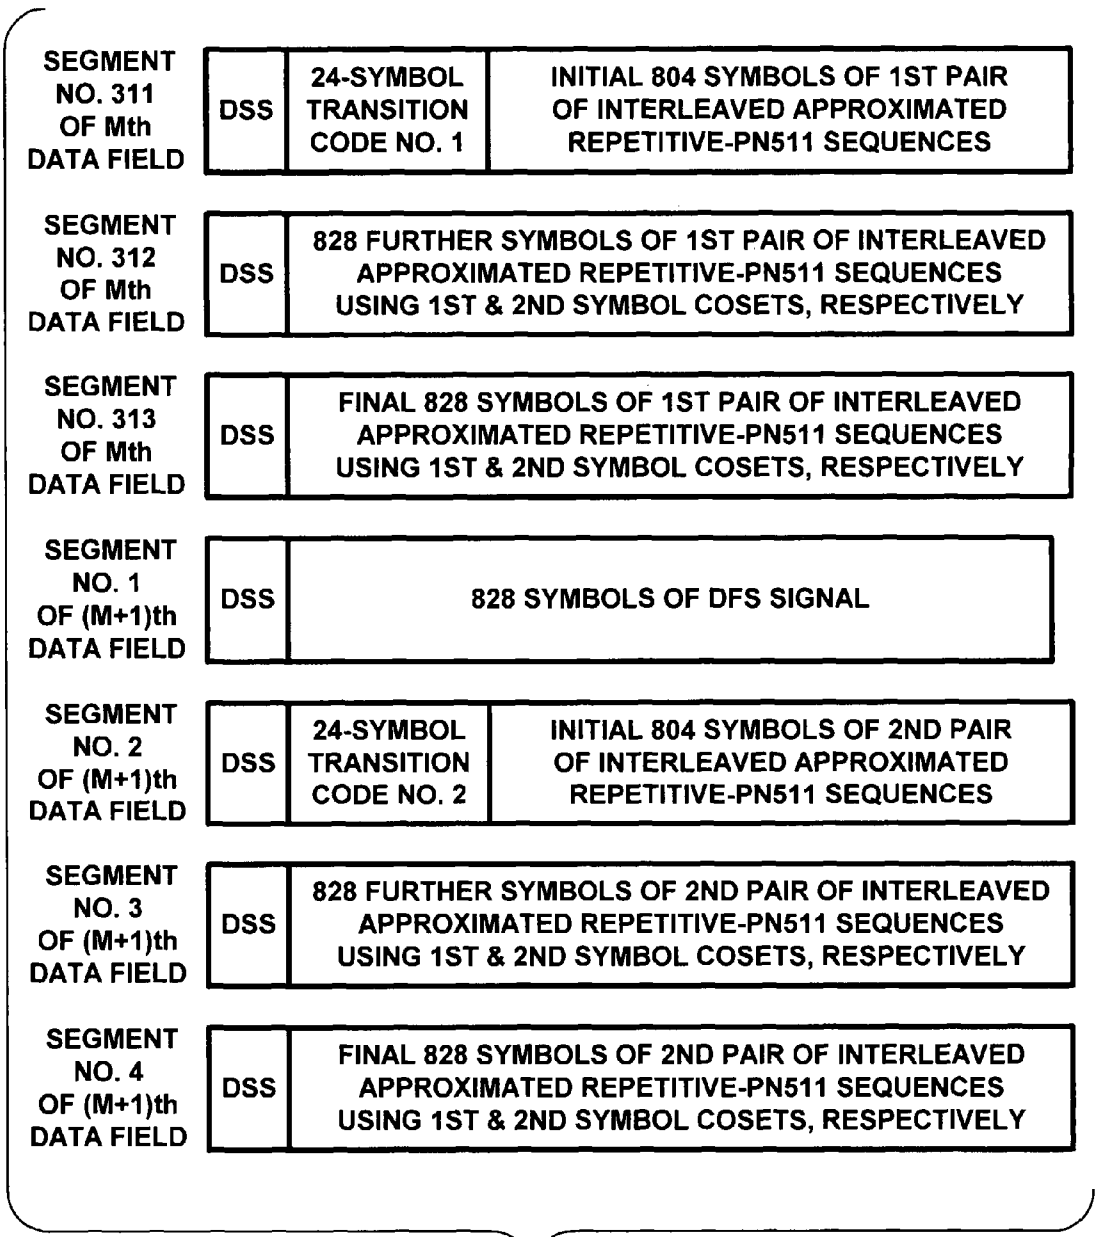 SEGMENT
NO. 311
OF Mth
DATA FIELD
DSS
24-SYMBOL
TRANSITION
CODE NO. 1
INITIAL 804 SYMBOLS OF 1ST PAIR
OF INTERLEAVED APPROXIMATED
REPETITIVE-PN511 SEQUENCES
SEGMENT
NO. 312
OF Mth
DATA FIELD
DSS
828 FURTHER SYMBOLS OF 1ST PAIR OF INTERLEAVED
APPROXIMATED REPETITIVE-PN511 SEQUENCES
USING 1ST & 2ND SYMBOL COSETS, RESPECTIVELY
SEGMENT
NO. 313
OF Mth
DATA FIELD
DSS
FINAL 828 SYMBOLS OF 1ST PAIR OF INTERLEAVED
APPROXIMATED REPETITIVE-PN511 SEQUENCES
USING 1ST & 2ND SYMBOL COSETS, RESPECTIVELY
SEGMENT
NO. 1
OF (M+1)th
DATA FIELD
DSS
828 SYMBOLS OF DFS SIGNAL
SEGMENT
NO. 2
OF (M+1)th
DATA FIELD
DSS
24-SYMBOL
TRANSITION
CODE NO. 2
INITIAL 804 SYMBOLS OF 2ND PAIR
OF INTERLEAVED APPROXIMATED
REPETITIVE-PN511 SEQUENCES
SEGMENT
NO. 3
OF (M+1)th
DATA FIELD
DSS
828 FURTHER SYMBOLS OF 2ND PAIR OF INTERLEAVED
APPROXIMATED REPETITIVE-PN511 SEQUENCES
USING 1ST & 2ND SYMBOL COSETS, RESPECTIVELY
SEGMENT
NO. 4
OF (M+1)th
DATA FIELD
DSS
FINAL 828 SYMBOLS OF 2ND PAIR OF INTERLEAVED
APPROXIMATED REPETITIVE-PN511 SEQUENCES
USING 1ST & 2ND SYMBOL COSETS, RESPECTIVELY